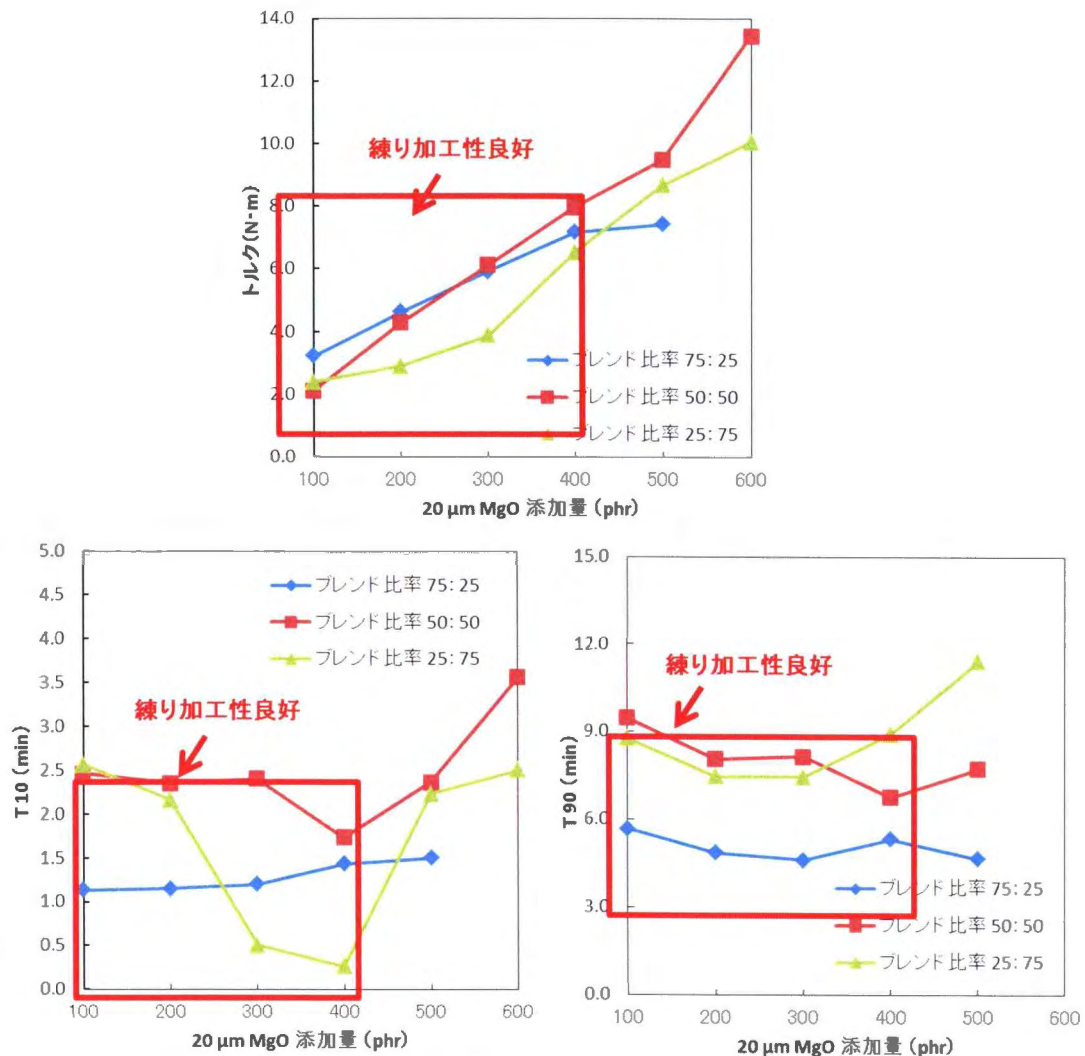 14.0
12.0
10.0
8.0
6.0
4.0
2.0
0.0
トルク(N-m)
練り加工性良好
ブレンド比率 75：25
ブレンド比率 50：50
ブレンド比率 25：75
100 200 300 400 500 600
20 μm MgO 添加量 (phr)
5.0
4.5
4.0
3.5
3.0
2.5
2.0
1.5
1.0
0.5
0.0
T10 (min)
ブレンド比率 75：25
ブレンド比率 50：50
ブレンド比率 25：75
練り加工性良好
100 200 300 400 500 600
20 μm MgO 添加量 (phr)
15.0
12.0
9.0
6.0
3.0
0.0
T90 (min)
練り加工性良好
ブレンド比率 75：25
ブレンド比率 50：50
ブレンド比率 25：75
100 200 300 400 500 600
20 μm MgO 添加量 (phr)